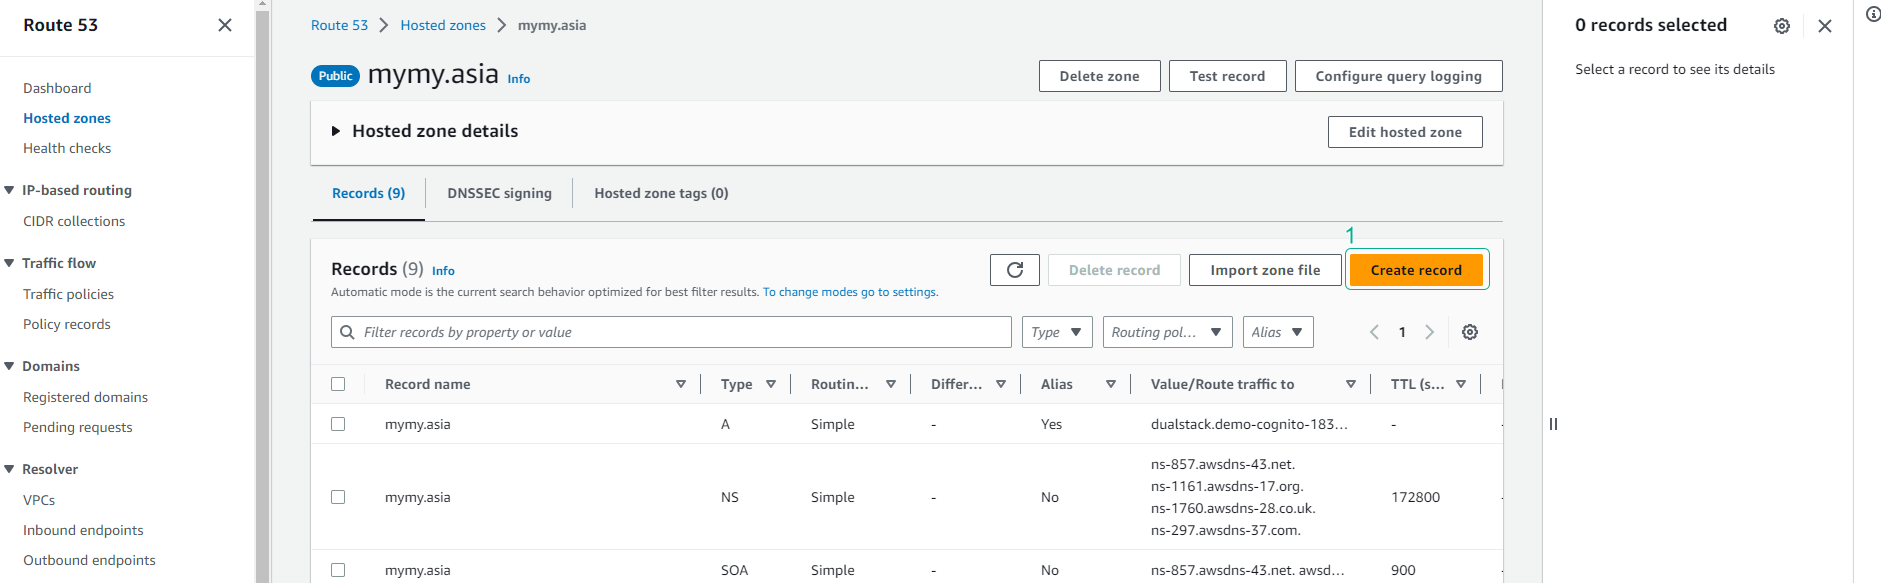 Route 53
Dashboard
Hosted zones
Health checks
IP-based routing
CIDR collections
Traffic flow
Traffic policies
Policy records
Domains
Registered domains
Pending requests
Resolver
VPCs
Inbound endpoints
Outbound endpoints
Route 53 Hosted zones mymy.asia
Public mymy.asia Info
Delete zone Test record Configure query logging
Hosted zone details Edit hosted zone
Records (9) DNSSEC signing Hosted zone tags (0)
1
Records (9) Info Delete record Import zone file Create record
Automatic mode is the current search behavior optimized for best filter results. To change modes go to settings.
Filter records by property or value Type Routing pol... Alias 1
Record name Type Routin... Differ... Alias Value/Route traffic to TTL (s...
mymy.asia A Simple - Yes dualstack.demo-cognito-183... -
ns-857.awsdns-43.net.
ns-1161.awsdns-17.org.
mymy.asia NS Simple - No 172800
ns-1760.awsdns-28.co.uk.
ns-297.awsdns-37.com.
mymy.asia SOA Simple - No ns-857.awsdns-43.net. awsd... 900
0 records selected
Select a record to see its details